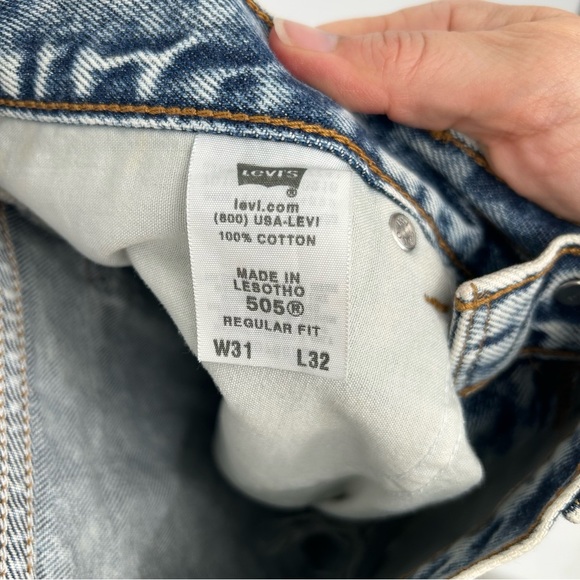 LEVI'S
®
levi.com
(800) USA-LEVI
100% COTTON
MADE IN
LESOTHO
505®
REGULAR FIT
W31 L32